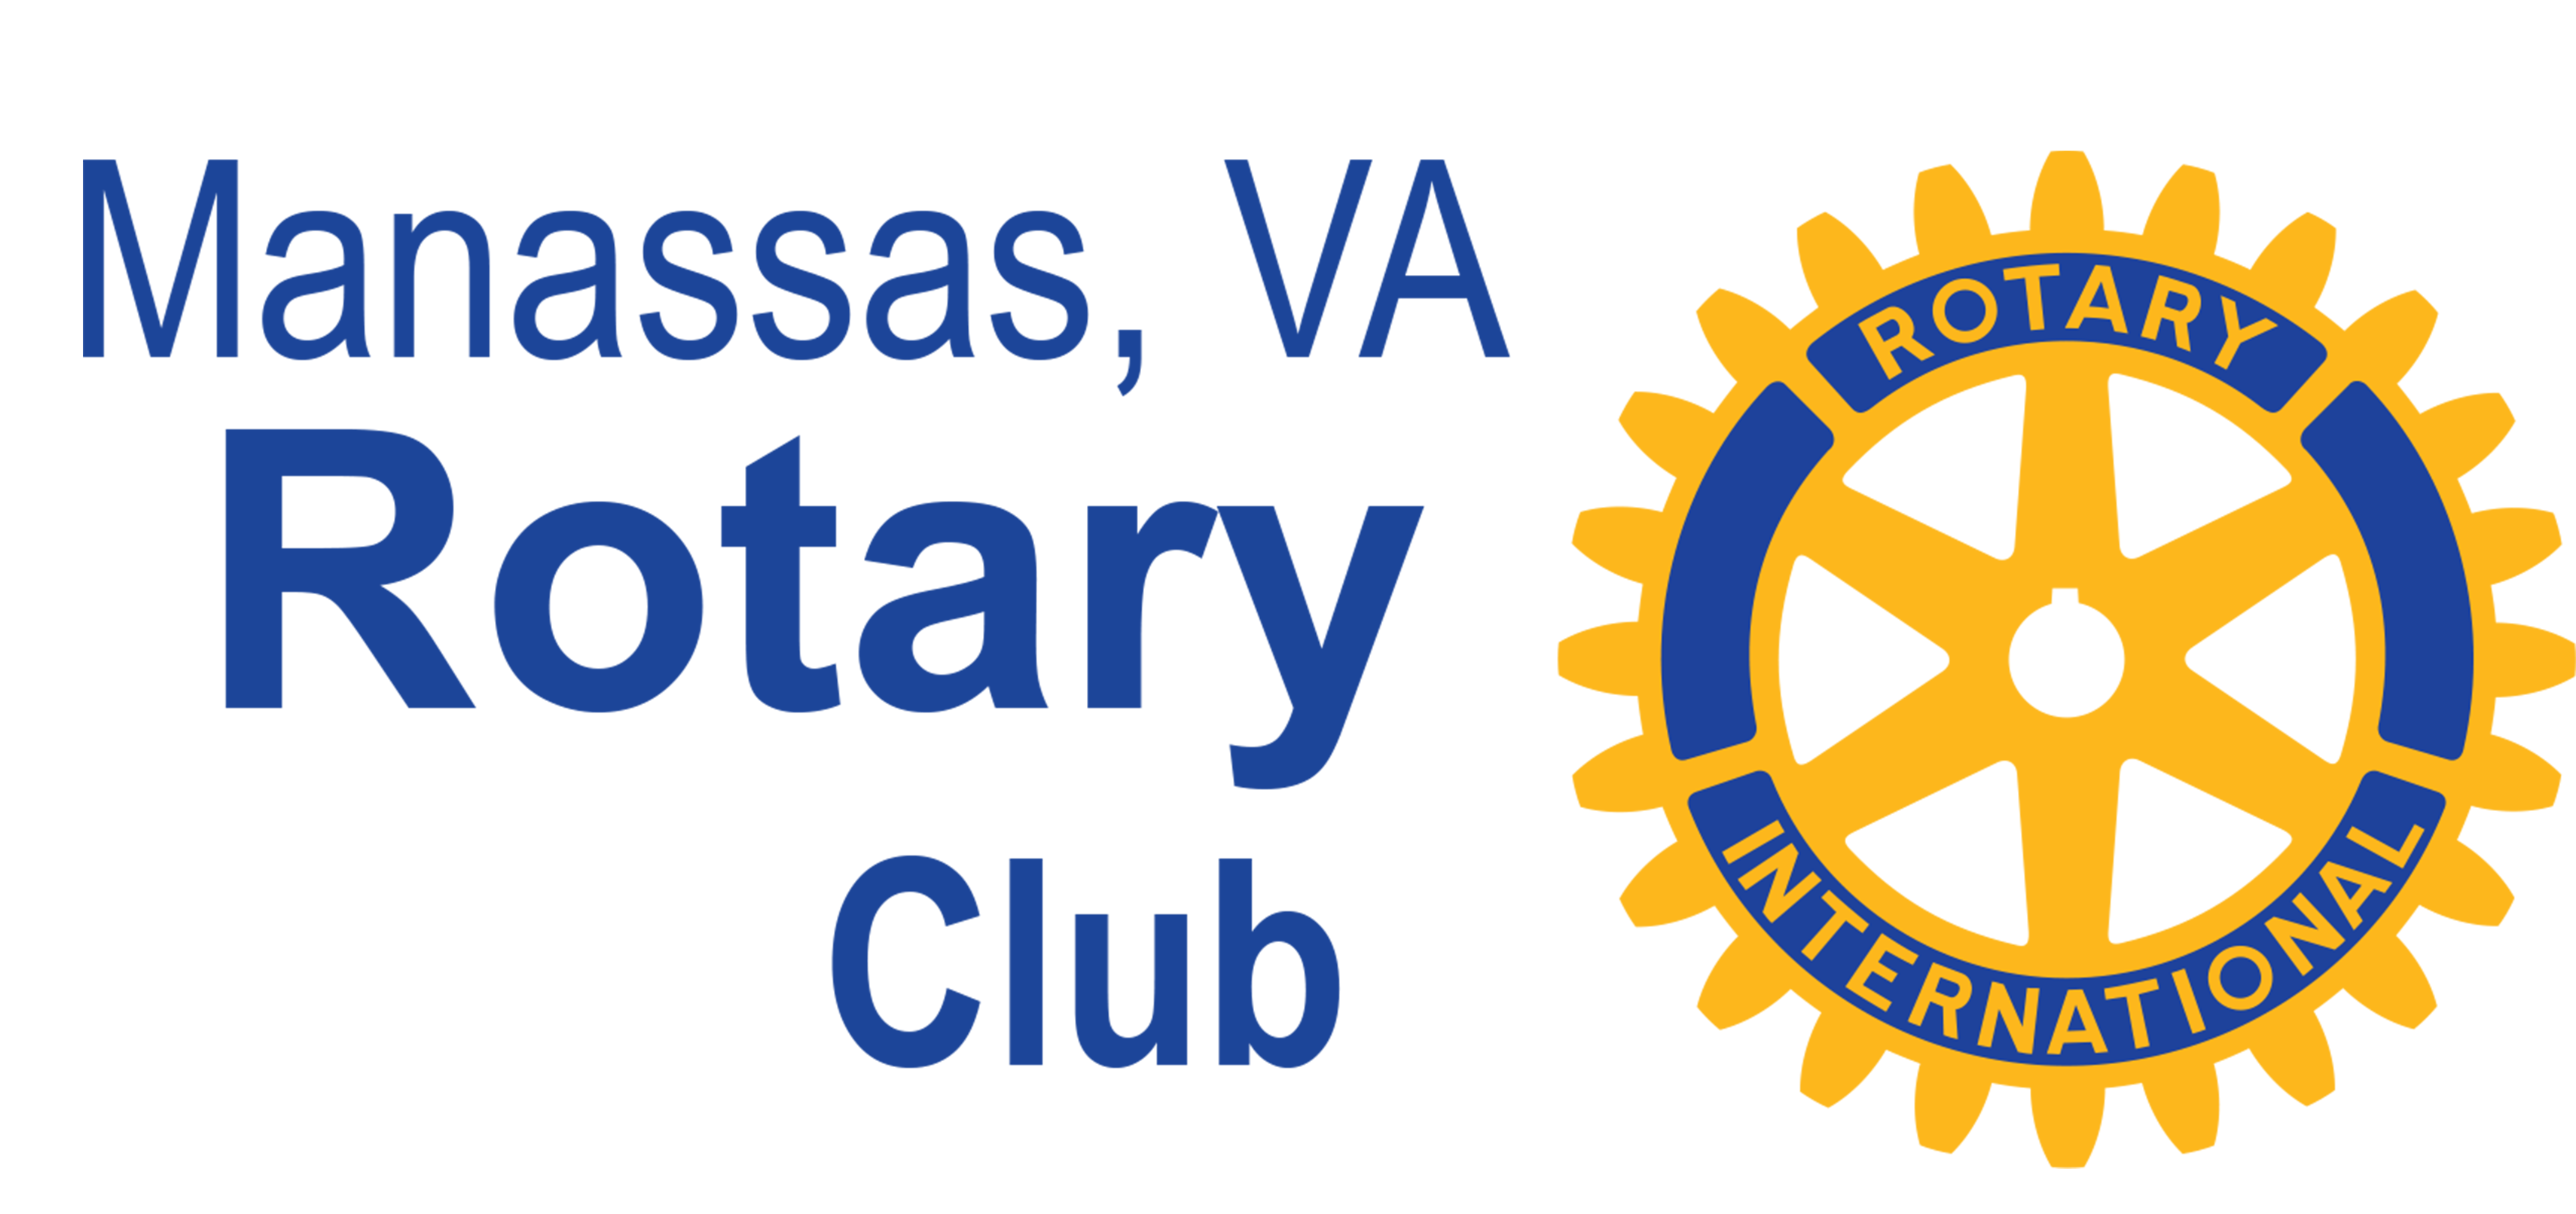 Manassas, VA
Rotary
Club
ROTARY
INTERNATIONAL